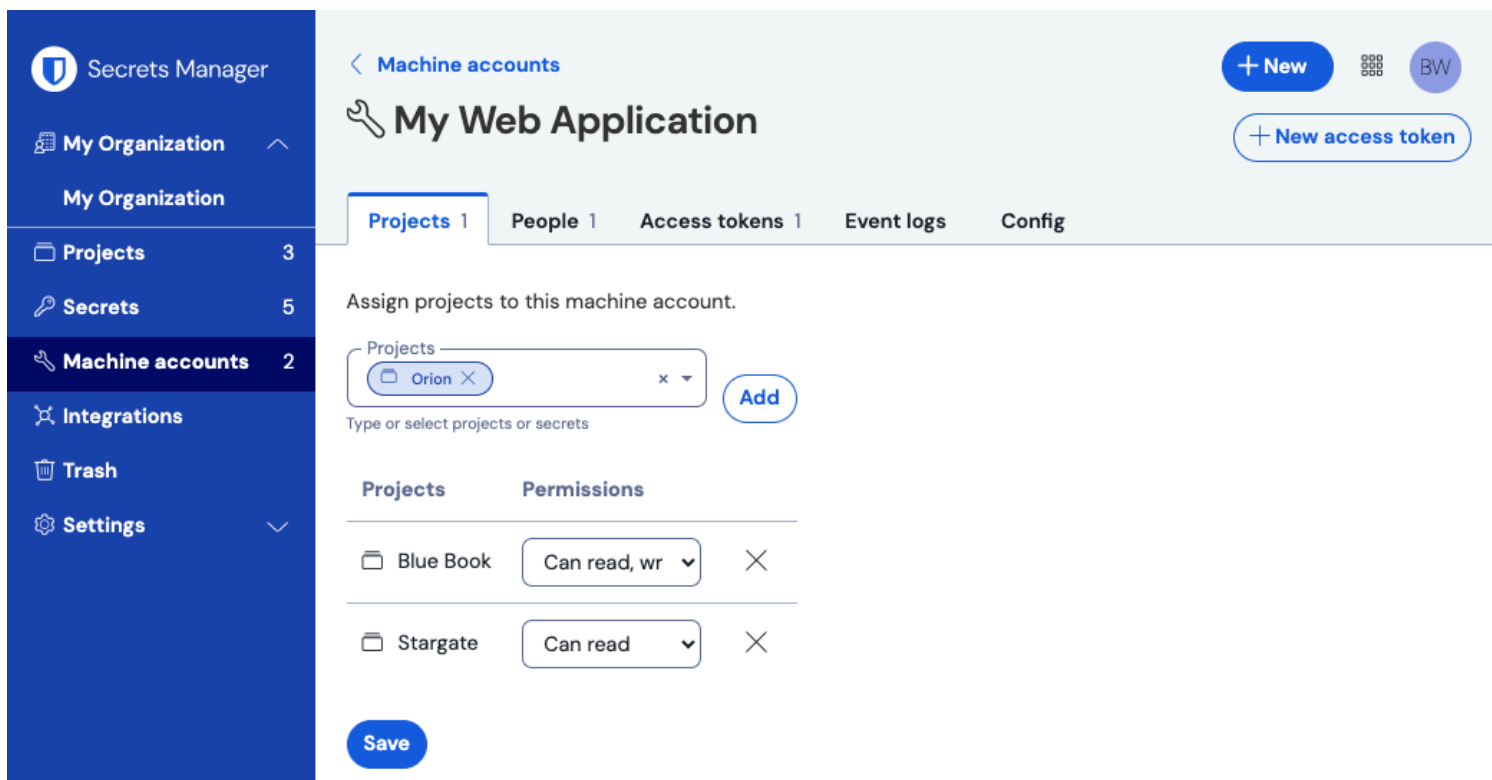 Secrets Manager
My Organization
My Organization
Projects 3
Secrets 5
Machine accounts 2
Integrations
Trash
Settings
Machine accounts
My Web Application
New
BW
New access token
Projects 1 People 1 Access tokens 1 Event logs Config
Assign projects to this machine account.
Projects
Orion
Add
Type or select projects or secrets
Projects Permissions
Blue Book Can read, wr
Stargate Can read
Save